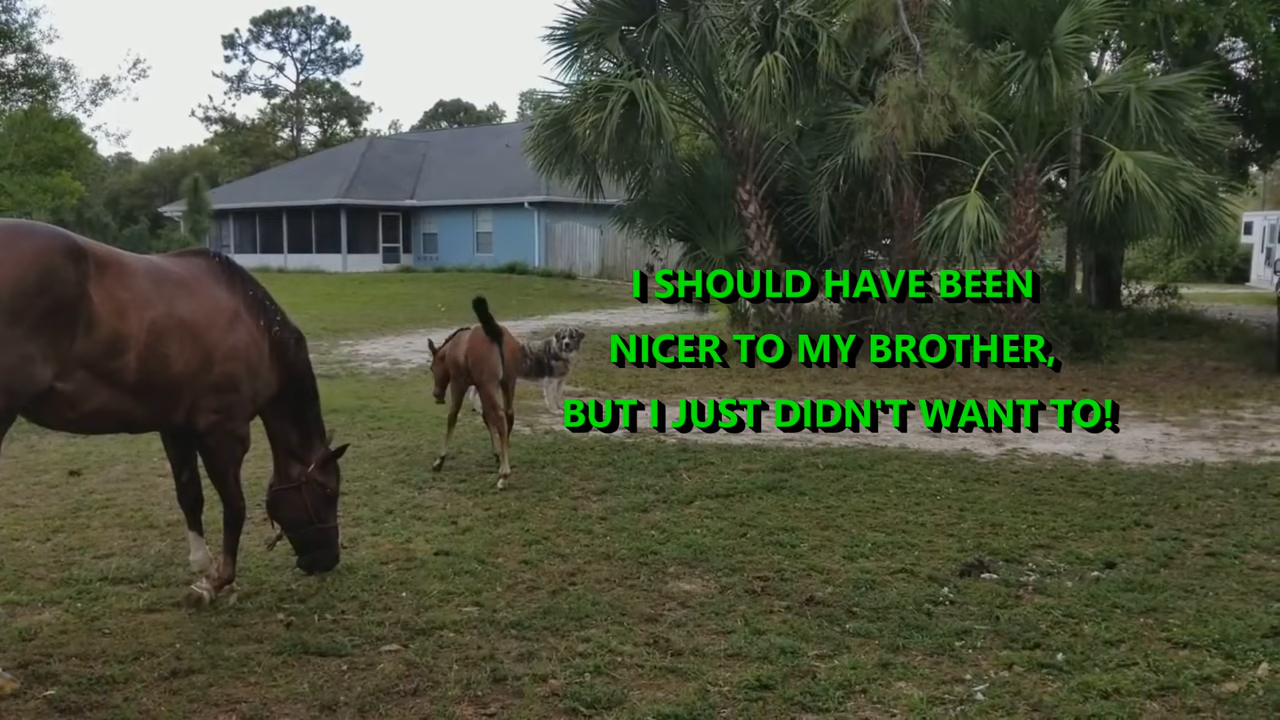 I SHOULD HAVE BEEN
NICER TO MY BROTHER,
BUT I JUST DIDN'T WANT TO!